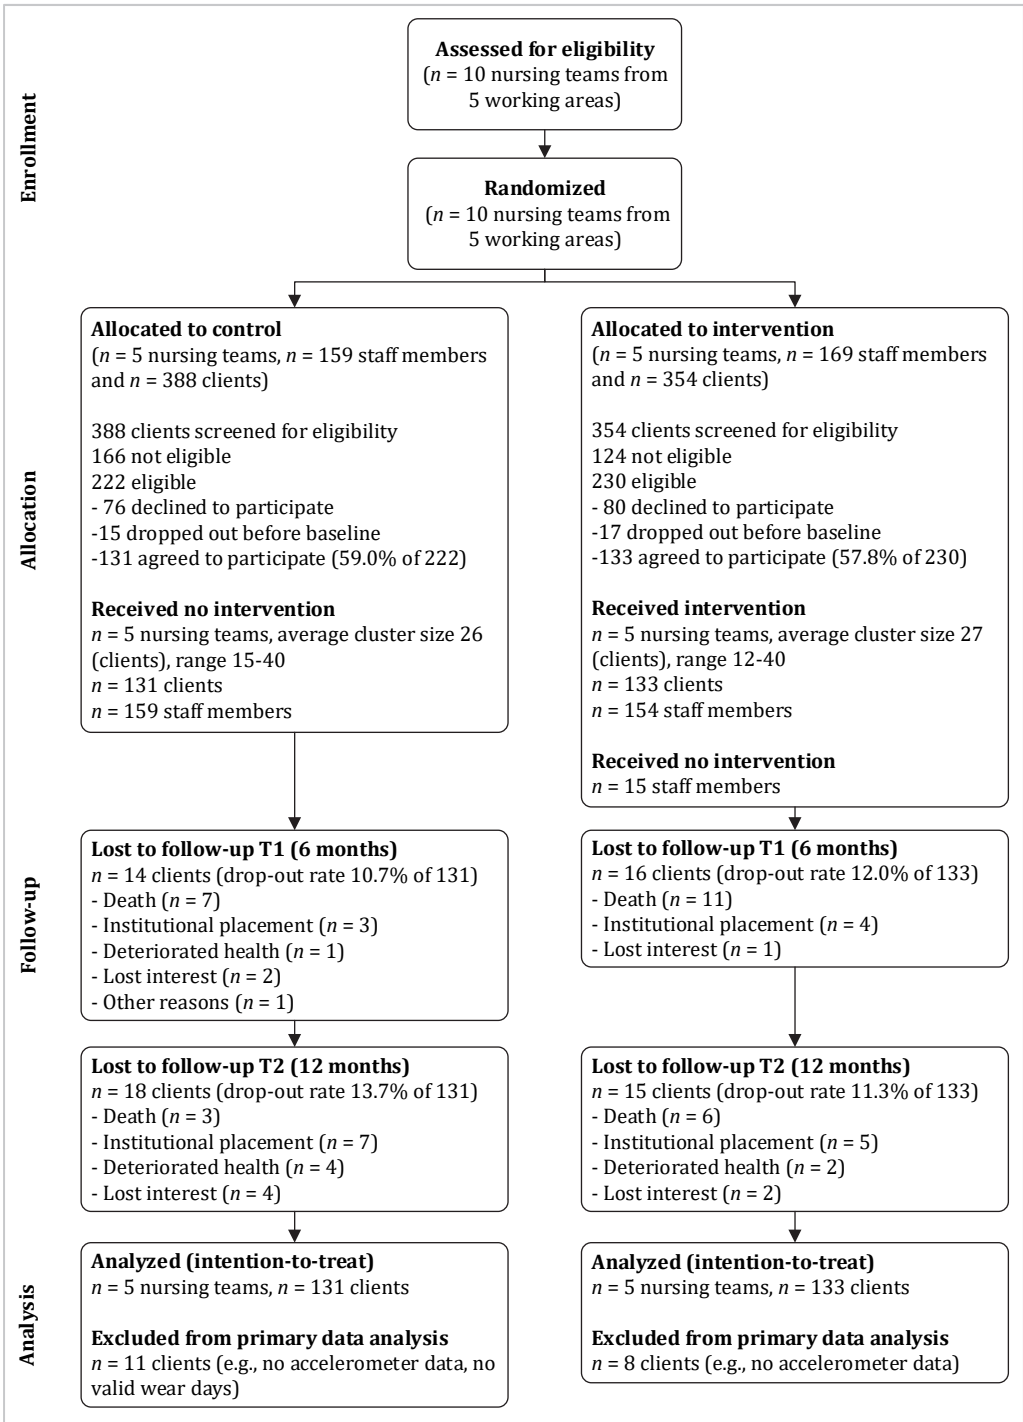 Enrollment
Assessed for eligibility
(n = 10 nursing teams from
5 working areas)
Randomized
(n = 10 nursing teams from
5 working areas)
Allocation
Allocated to control
(n = 5 nursing teams, n = 159 staff members
and n = 388 clients)
388 clients screened for eligibility
166 not eligible
222 eligible
- 76 declined to participate
-15 dropped out before baseline
-131 agreed to participate (59.0% of 222)
Received no intervention
n = 5 nursing teams, average cluster size 26
(clients), range 15-40
n = 131 clients
n = 159 staff members
Allocated to intervention
(n = 5 nursing teams, n = 169 staff members
and n = 354 clients)
354 clients screened for eligibility
124 not eligible
230 eligible
- 80 declined to participate
-17 dropped out before baseline
-133 agreed to participate (57.8% of 230)
Received intervention
n = 5 nursing teams, average cluster size 27
(clients), range 12-40
n = 133 clients
n = 154 staff members
Received no intervention
n = 15 staff members
Follow-up
Lost to follow-up T1 (6 months)
n = 14 clients (drop-out rate 10.7% of 131)
- Death (n = 7)
- Institutional placement (n = 3)
- Deteriorated health (n = 1)
- Lost interest (n = 2)
- Other reasons (n = 1)
Lost to follow-up T1 (6 months)
n = 16 clients (drop-out rate 12.0% of 133)
- Death (n = 11)
- Institutional placement (n = 4)
- Lost interest (n = 1)
Lost to follow-up T2 (12 months)
n = 18 clients (drop-out rate 13.7% of 131)
- Death (n = 3)
- Institutional placement (n = 7)
- Deteriorated health (n = 4)
- Lost interest (n = 4)
Lost to follow-up T2 (12 months)
n = 15 clients (drop-out rate 11.3% of 133)
- Death (n = 6)
- Institutional placement (n = 5)
- Deteriorated health (n = 2)
- Lost interest (n = 2)
Analysis
Analyzed (intention-to-treat)
n = 5 nursing teams, n = 131 clients
Excluded from primary data analysis
n = 11 clients (e.g., no accelerometer data, no
valid wear days)
Analyzed (intention-to-treat)
n = 5 nursing teams, n = 133 clients
Excluded from primary data analysis
n = 8 clients (e.g., no accelerometer data)